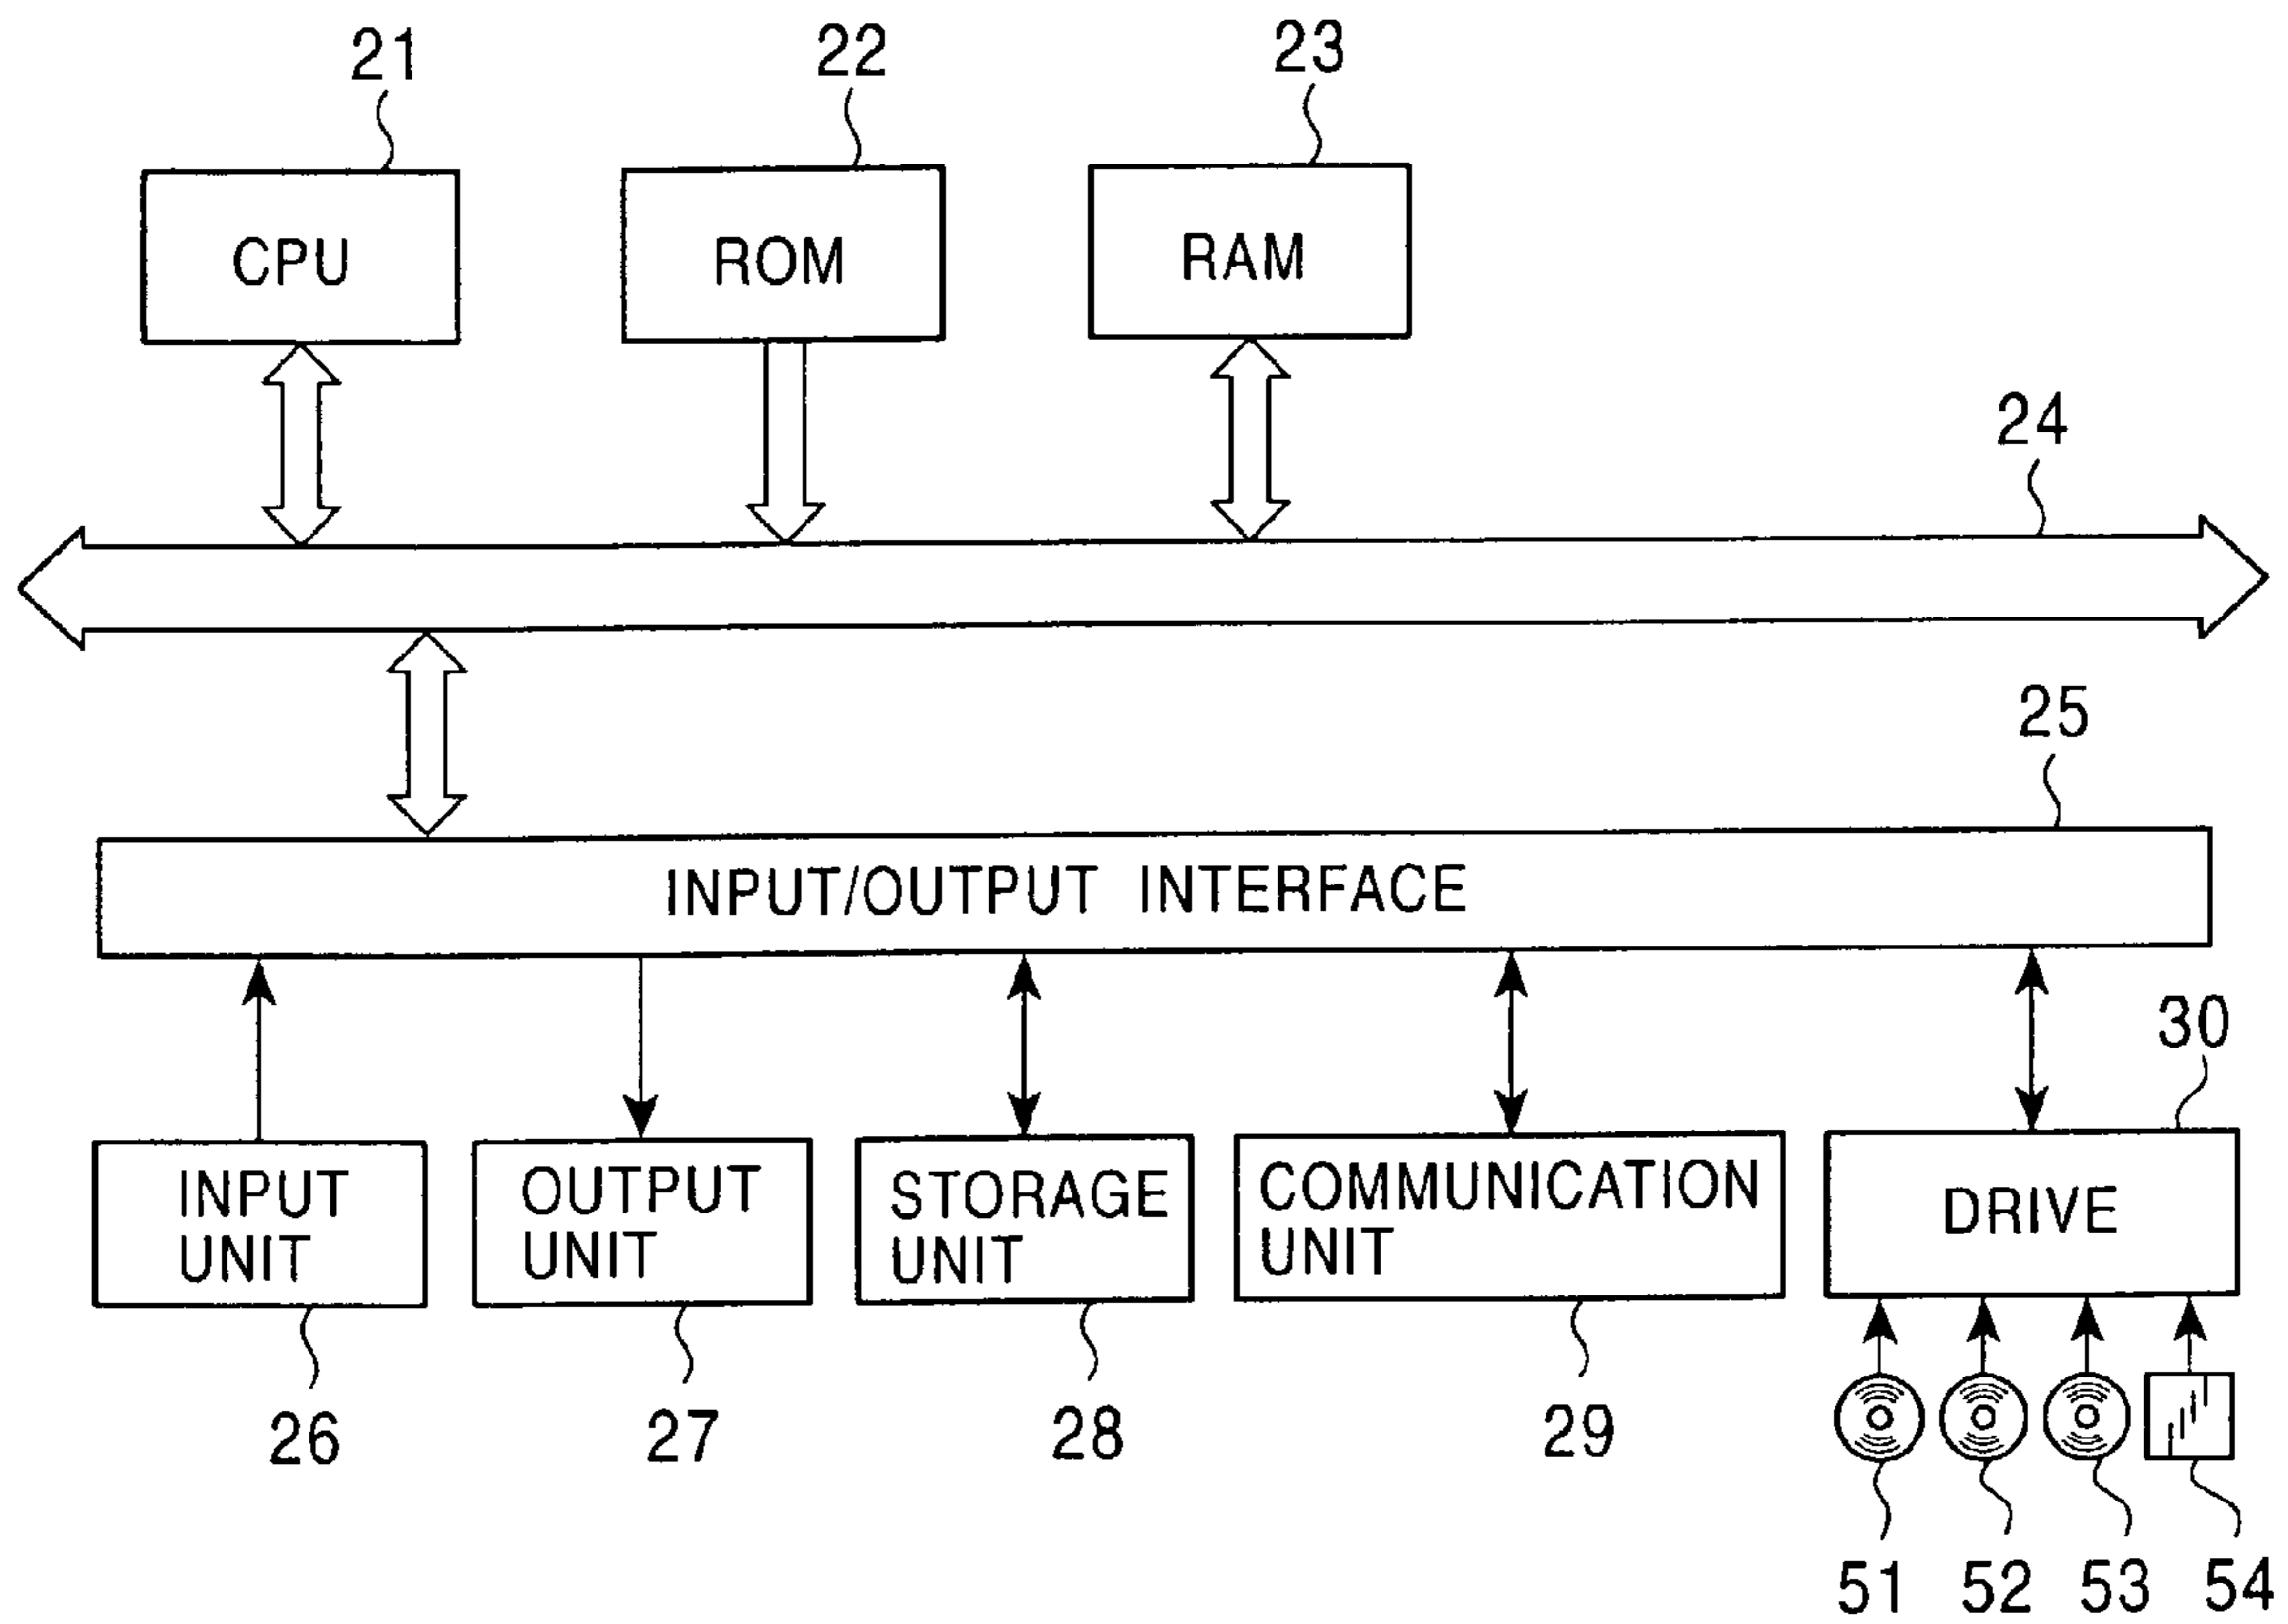 21
22
23
CPU
ROM
RAM
24
25
INPUT/OUTPUT INTERFACE
30
INPUT
UNIT
OUTPUT
UNIT
STORAGE
UNIT
COMMUNICATION
UNIT
DRIVE
26
27
28
29
51
52
53
54